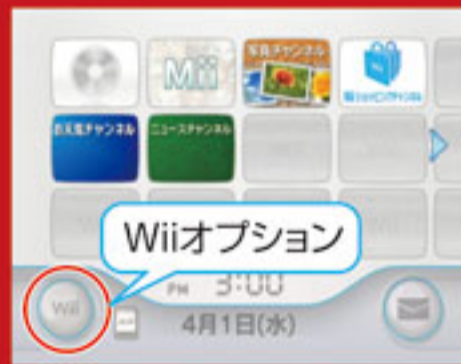 Mii
写真チャンネル
Wii
Wiiショッピングチャンネル
お天気チャンネル
ニュースチャンネル
Wiiオプション
Wii
PM 3:00
4月1日(水)